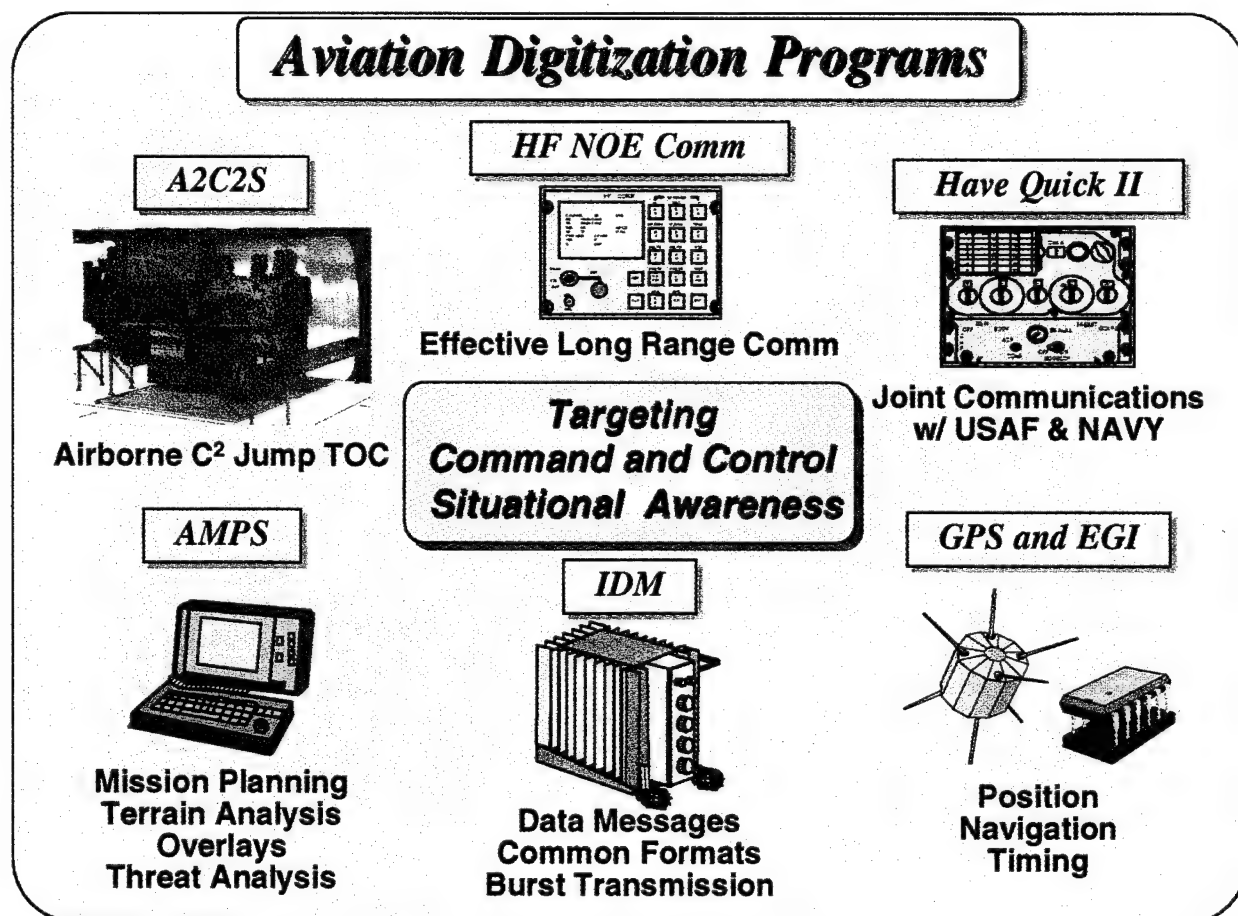 Aviation Digitization Programs
HF NOE Comm
A2C2S
Have Quick II
Effective Long Range Comm
Joint Communications
w/ USAF & NAVY
Airborne C² Jump TOC
Targeting
Command and Control
Situational Awareness
AMPS
IDM
GPS and EGI
Mission Planning
Terrain Analysis
Overlays
Threat Analysis
Data Messages
Common Formats
Burst Transmission
Position
Navigation
Timing